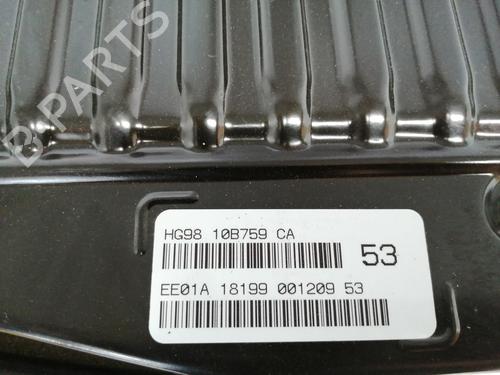 B PARTS
HG98 10B759 CA
53
EE01A 18199 001209 53